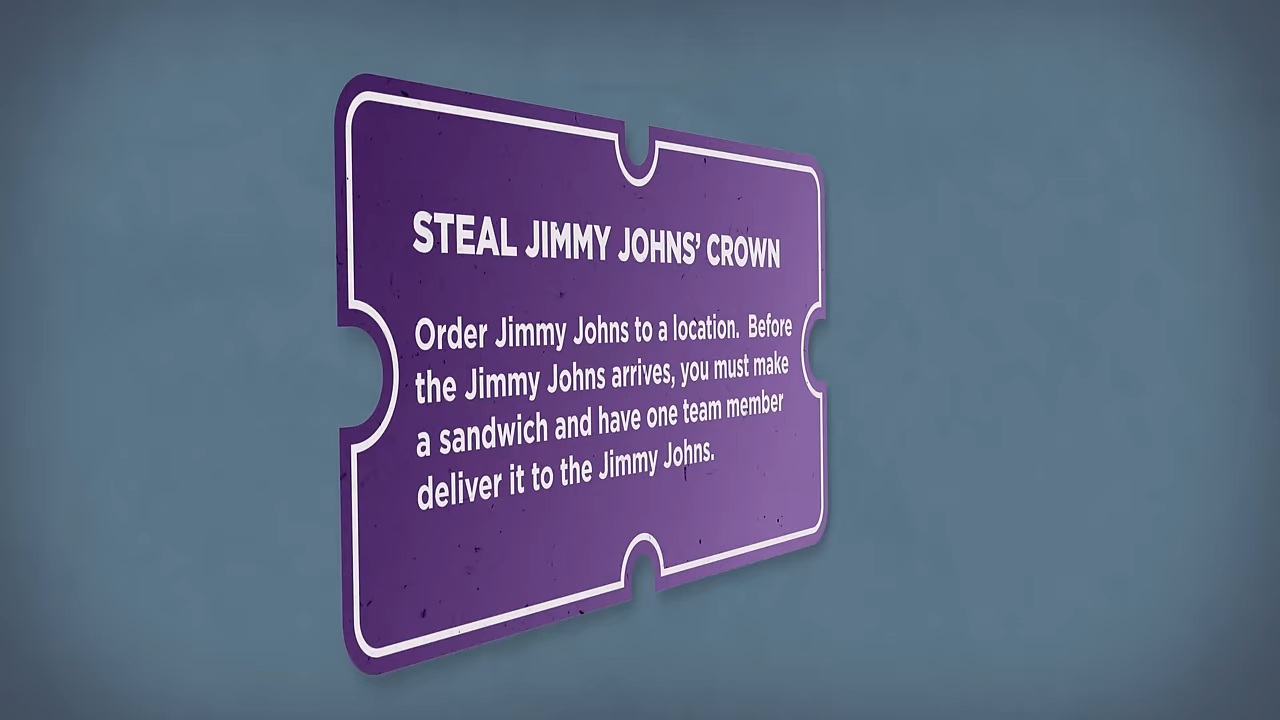 STEAL JIMMY JOHNS’ CROWN
Order Jimmy Johns to a location.  Before
the Jimmy Johns arrives, you must make
a sandwich and have one team member
deliver it to the Jimmy Johns.